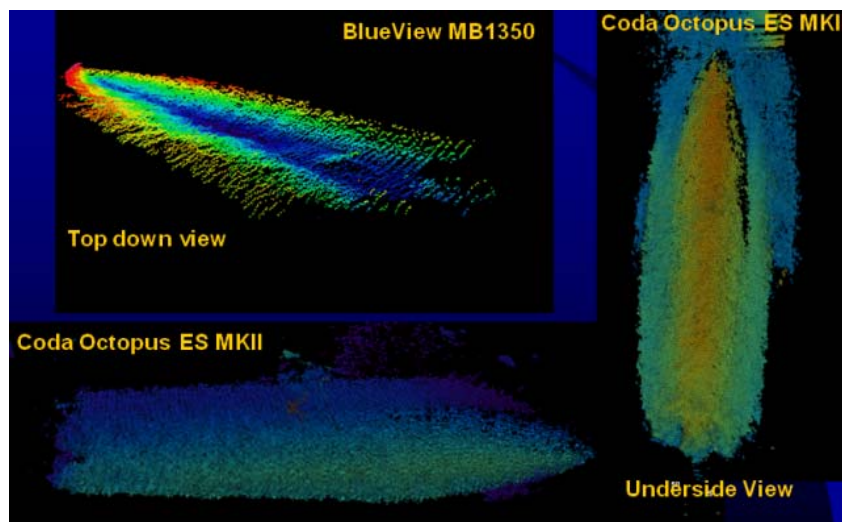 BlueView MB1350
Top down view
Coda Octopus ES MKII
Coda Octopus ES MKI
Underside View